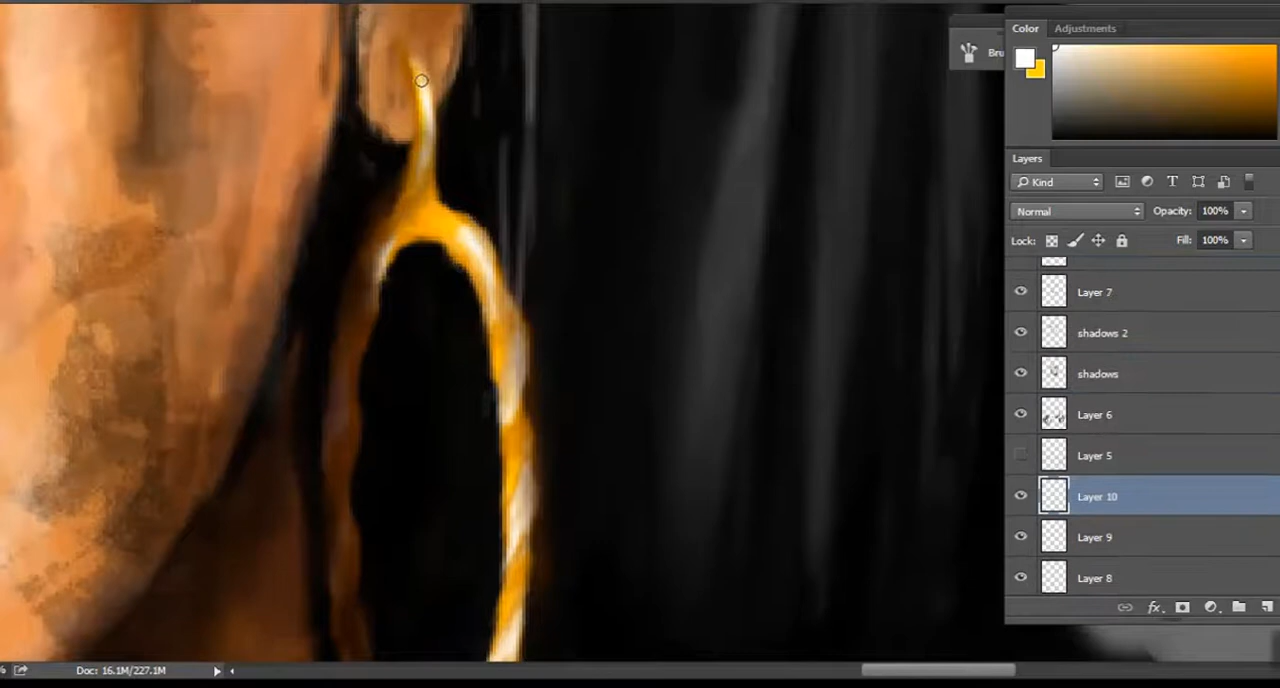 Color Adjustments
Bru
Layers
Kind
Normal Opacity: 100%
Lock: Fill: 100%
Layer 7
shadows 2
shadows
Layer 6
Layer 5
Layer 10
Layer 9
Layer 8
fx.
% Doc: 16.1M/227.1M